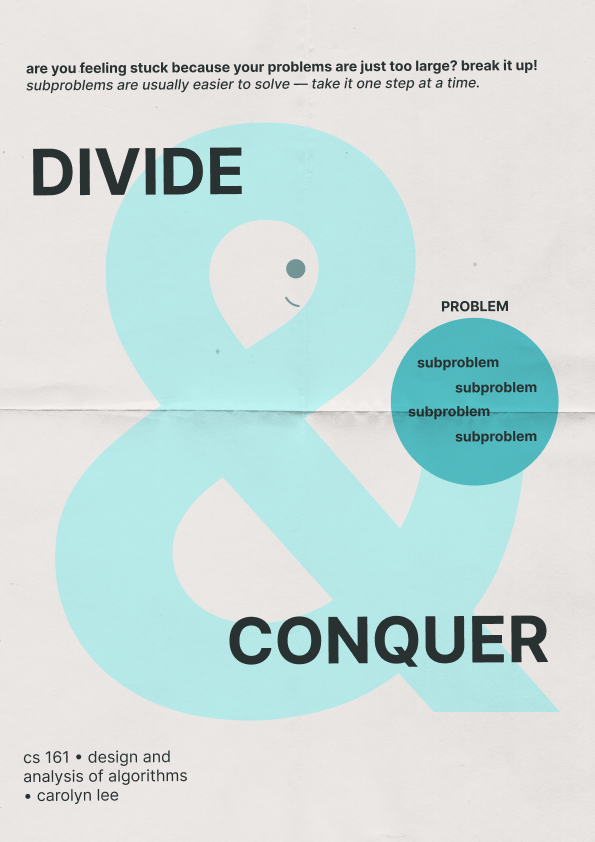 are you feeling stuck because your problems are just too large? break it up!
subproblems are usually easier to solve — take it one step at a time.
DIVIDE
&
PROBLEM
subproblem
subproblem
subproblem
subproblem
CONQUER
cs 161 • design and
analysis of algorithms
• carolyn lee